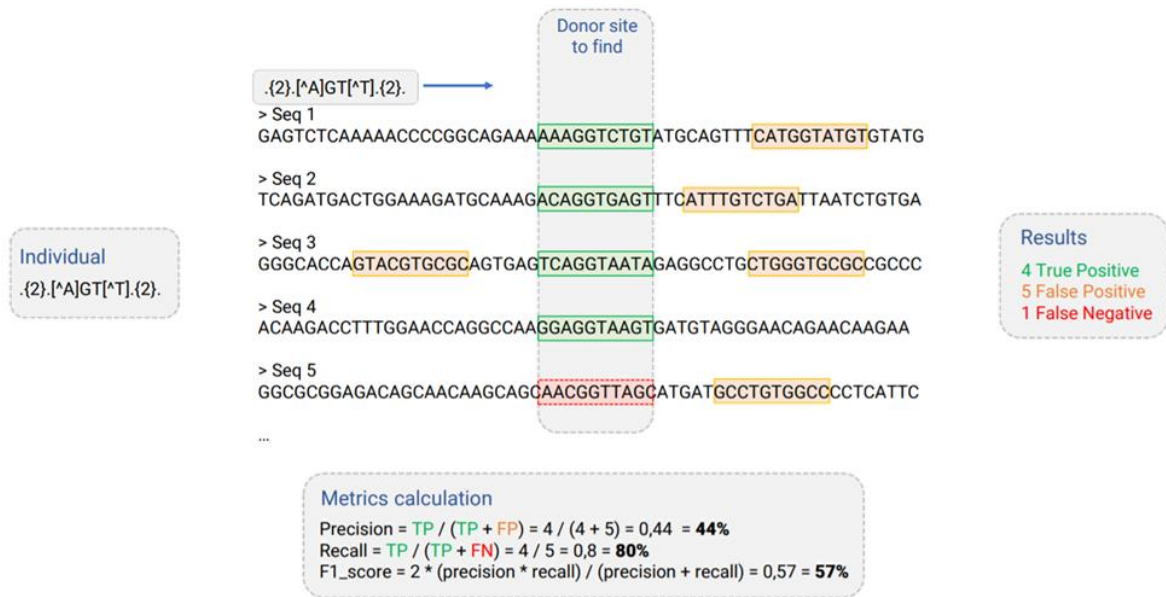 Donor site
to find
.{2}.[^A]GT[^T].{2}.
> Seq 1
GAGTCTCAAAAACCCCGGCAGAAAAAAGGTCTGTATGCAGTTTCATGGTATGTGTATG
> Seq 2
TCAGATGACTGGAAAGATGCAAAGACAGGTGAGTTTCATTTGTCTGATTAATCTGTGA
> Seq 3
GGGCACCAGTACGTGCGCAGTGAGTCAGGTAATAGAGGCCTGCTGGGTGCGCCGCCC
> Seq 4
ACAAGACCTTTGGAACCAGGCCAAGGAGGTAAGTGATGTAGGGAACAGAACAAGAA
> Seq 5
GGCGCGGAGACAGCAACAAGCAGCAACGGTTAGCATGATGCCTGTGGCCCCTCATTC
...
Individual
.{2}.[^A]GT[^T].{2}.
Results
4 True Positive
5 False Positive
1 False Negative
Metrics calculation
Precision = TP / (TP + FP) = 4 / (4 + 5) = 0,44 = 44%
Recall = TP / (TP + FN) = 4 / 5 = 0,8 = 80%
F1_score = 2 * (precision * recall) / (precision + recall) = 0,57 = 57%